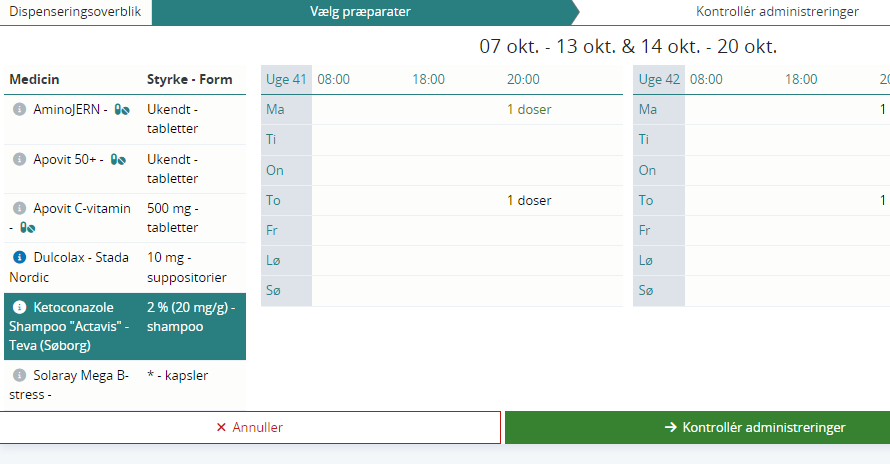 Dispenseringsoverblik Vælg præparater Kontrollér administreringer
07 okt. - 13 okt. & 14 okt. - 20 okt.
Medicin Styrke - Form
AminoJERN - Ukendt -
tabletter
Apovit 50+ - Ukendt -
tabletter
Apovit C-vitamin 500 mg -
- tabletter
Dulcolax - Stada 10 mg -
Nordic suppositorier
Ketoconazole 2 % (20 mg/g) -
Shampoo "Actavis" - shampoo
Teva (Søborg)
Solaray Mega B- * - kapsler
stress -
Uge 41 08:00 18:00 20:00
Ma 1 doser
Ti
On
To 1 doser
Fr
Lø
Sø
Uge 42 08:00 18:00
Ma 1
Ti
On
To 1
Fr
Lø
Sø
Annuller
Kontrollér administreringer